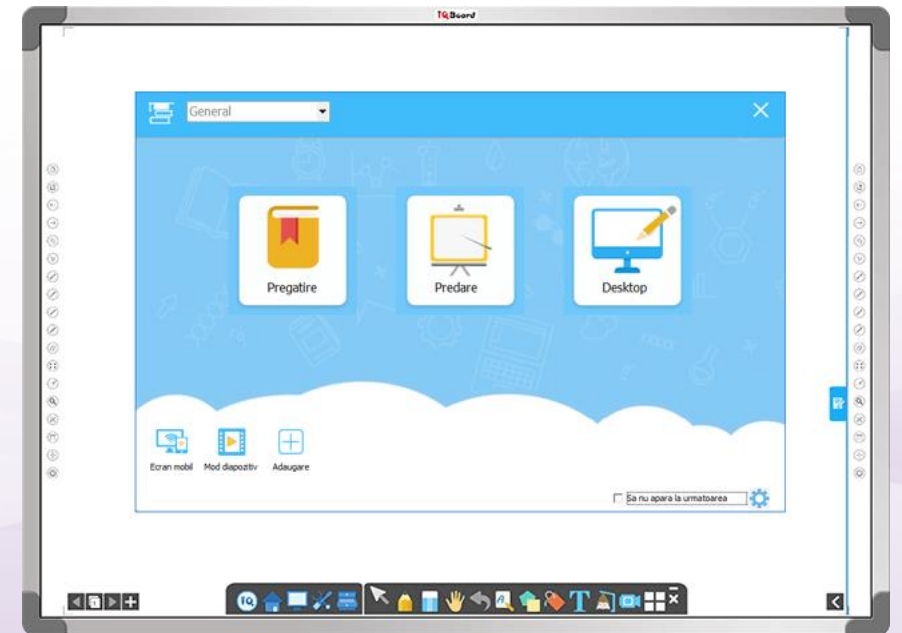 IQBoard
General
Pregatire
Predare
Desktop
Ecran mobil
Mod diapozitiv
Adaugare
Sa nu apara la urmatoarea